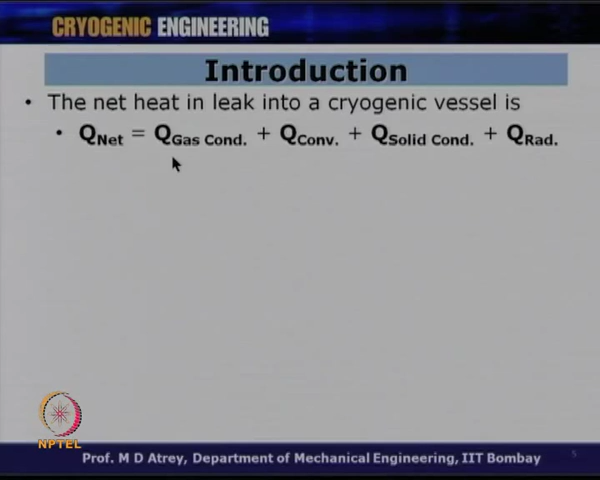 CRYOGENIC ENGINEERING
Introduction
• The net heat in leak into a cryogenic vessel is
• QNet = QGas Cond. + QConv. + QSolid Cond. + QRad.
NPTEL
Prof. M D Atrey, Department of Mechanical Engineering, IIT Bombay
5